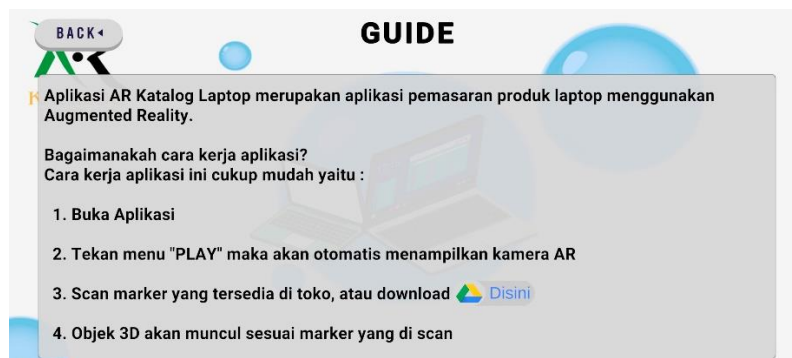 BACK
GUIDE
Aplikasi AR Katalog Laptop merupakan aplikasi pemasaran produk laptop menggunakan
Augmented Reality.
Bagaimanakah cara kerja aplikasi?
Cara kerja aplikasi ini cukup mudah yaitu :
1. Buka Aplikasi
2. Tekan menu "PLAY" maka akan otomatis menampilkan kamera AR
3. Scan marker yang tersedia di toko, atau download Disini
4. Objek 3D akan muncul sesuai marker yang di scan